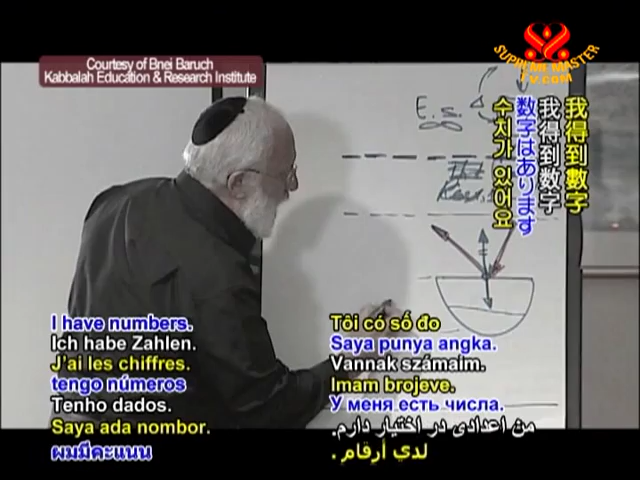 Courtesy of Bnei Baruch
Kabbalah Education & Research Institute
SUPREME MASTER
TV.COM
我得到數字
我得到数字
数字はあります
수치가 있어요
I have numbers.
Ich habe Zahlen.
J'ai les chiffres.
tengo números
Tenho dados.
Saya ada nombor.
ผมมีคะแนน
Tôi có số đo
Saya punya angka.
Vannak számaim.
Imam brojeve.
У меня есть числа.
من اعدادی در اختیار دارم.
لدي أرقام.